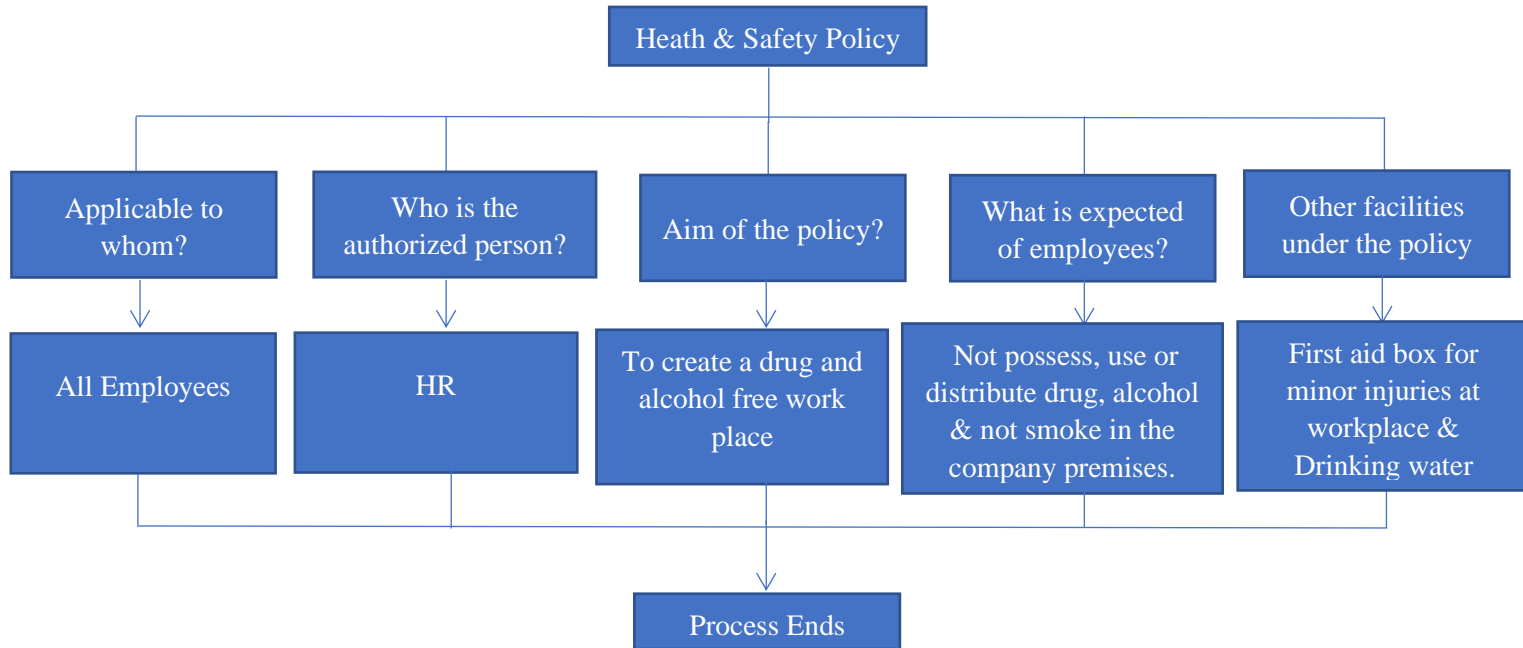 Heath & Safety Policy
Applicable to
whom?
Who is the
authorized person?
Aim of the policy?
What is expected
of employees?
Other facilities
under the policy
All Employees
HR
To create a drug and
alcohol free work
place
Not possess, use or
distribute drug, alcohol
& not smoke in the
company premises.
First aid box for
minor injuries at
workplace &
Drinking water
Process Ends